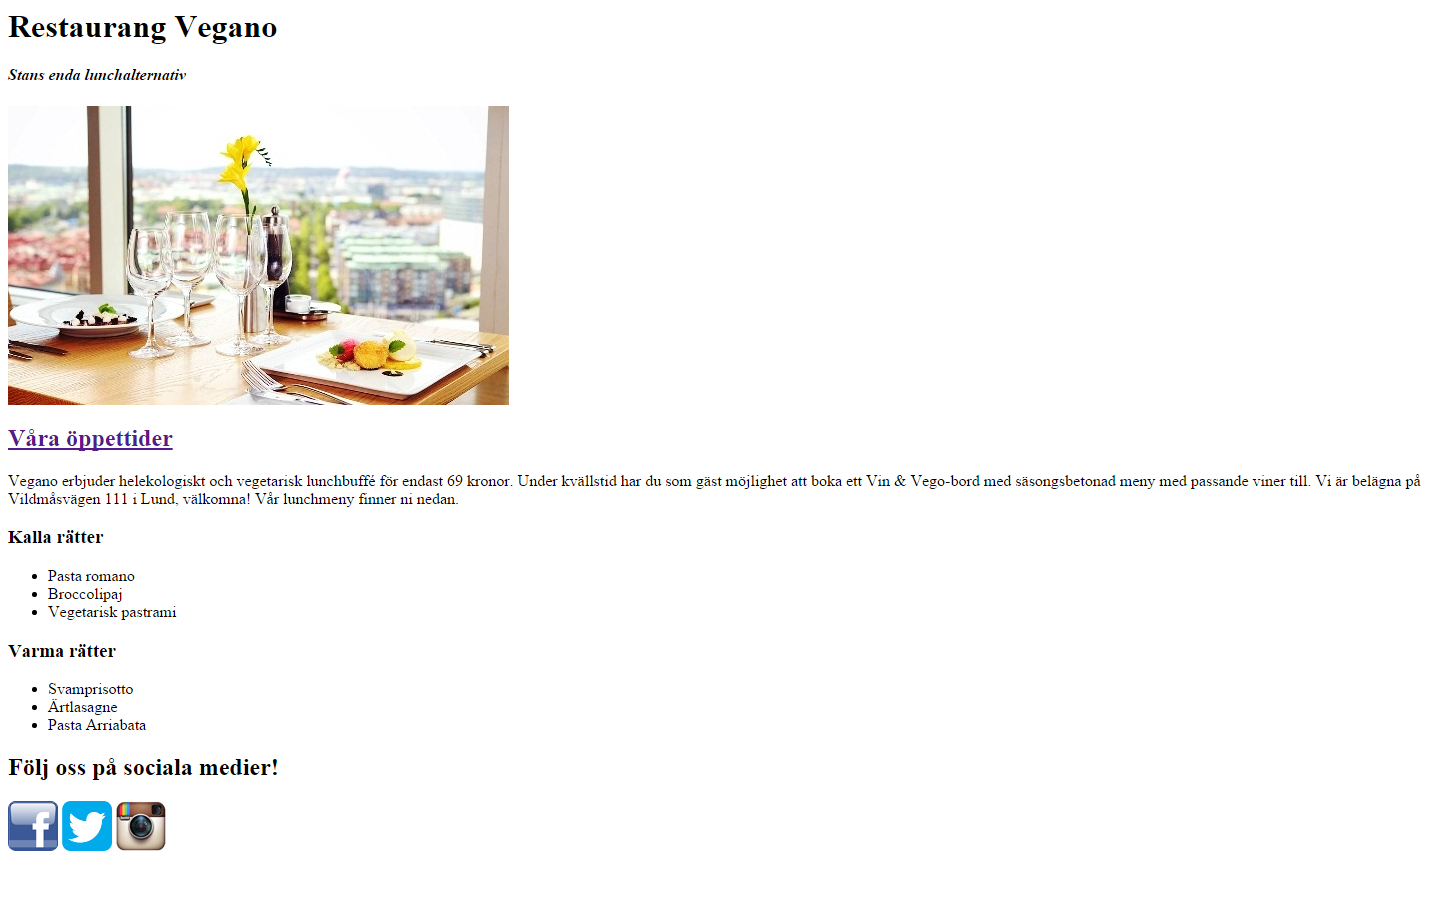 Restaurang Vegano
Stans enda lunchalternativ
Våra öppettider
Vegano erbjuder helekologiskt och vegetarisk lunchbuffé för endast 69 kronor. Under kvällstid har du som gäst möjlighet att boka ett Vin & Vego-bord med säsongsbetonad meny med passande viner till. Vi är belägna på
Vildmåsvägen 111 i Lund, välkomna! Vår lunchmeny finner ni nedan.
Kalla rätter
Pasta romano
Broccolipaj
Vegetarisk pastrami
Varma rätter
Svamprisotto
Ärtlasagne
Pasta Arriabata
Följ oss på sociala medier!